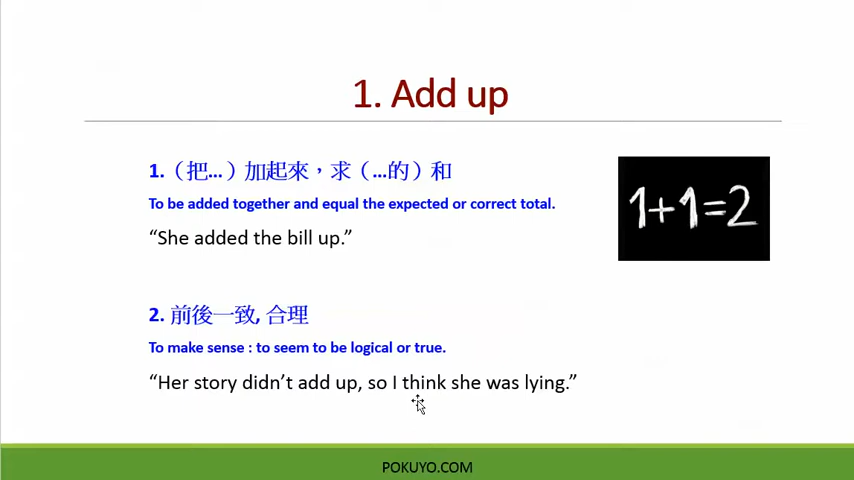 1. Add up
1.（把...）加起來，求（...的）和
To be added together and equal the expected or correct total.
“She added the bill up.”
1+1=2
2. 前後一致, 合理
To make sense : to seem to be logical or true.
“Her story didn’t add up, so I think she was lying.”
POKUYO.COM